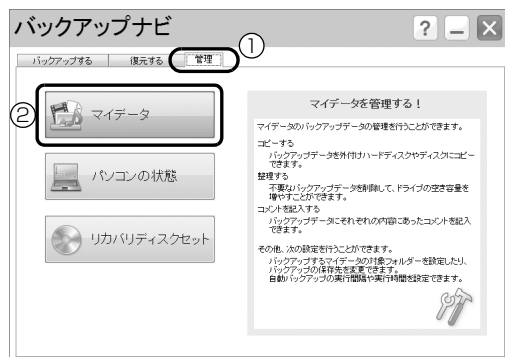 バックアップナビ
? – ×
バックアップする 復元する 管理 ①
② マイデータ
パソコンの状態
リカバリディスクセット
マイデータを管理する！
マイデータのバックアップデータの管理を行うことができます。
コピーする
バックアップデータを外付けハードディスクやディスクにコピー
できます。
整理する
不要なバックアップデータを削除して、ドライブの空き容量を
増やすことができます。
コメントを記入する
バックアップデータにそれぞれの内容にあったコメントを記入
できます。
その他、次の設定を行うことができます。
バックアップするマイデータの対象フォルダーを設定したり、
バックアップの保存先を変更できます。
自動バックアップの実行間隔や実行時間を設定できます。